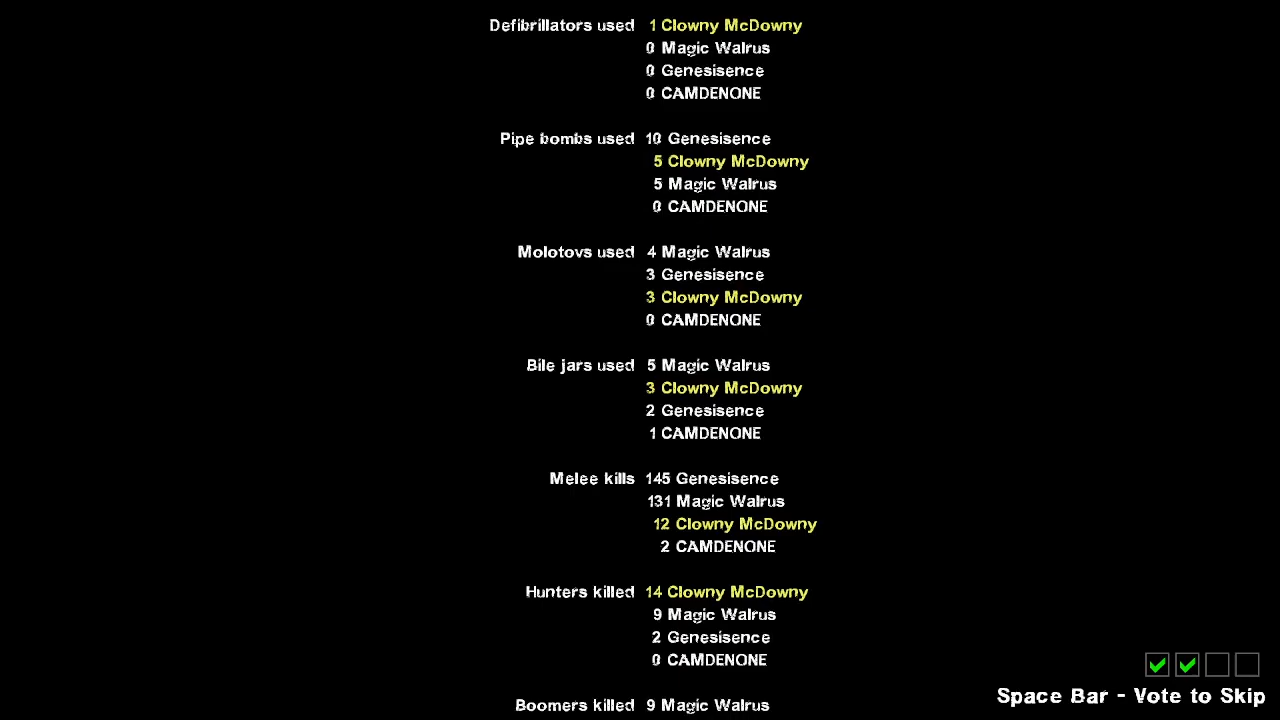 Defibrillators used 1 Clowny McDowny
0 Magic Walrus
0 Genesisence
0 CAMDENONE
Pipe bombs used 10 Genesisence
5 Clowny McDowny
5 Magic Walrus
0 CAMDENONE
Molotovs used 4 Magic Walrus
3 Genesisence
3 Clowny McDowny
0 CAMDENONE
Bile jars used 5 Magic Walrus
3 Clowny McDowny
2 Genesisence
1 CAMDENONE
Melee kills 145 Genesisence
131 Magic Walrus
12 Clowny McDowny
2 CAMDENONE
Hunters killed 14 Clowny McDowny
9 Magic Walrus
2 Genesisence
0 CAMDENONE
Boomers killed 9 Magic Walrus
Space Bar - Vote to Skip